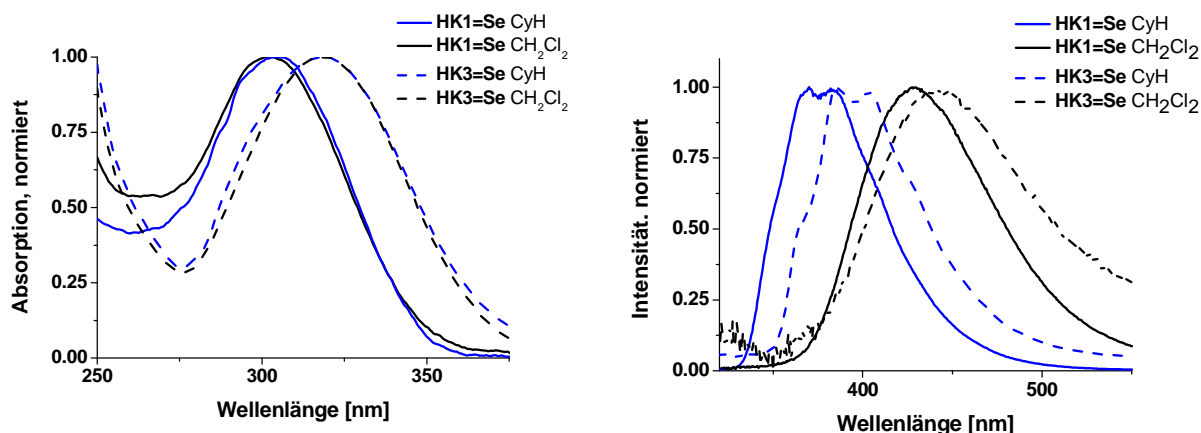 HK1=Se CyH
HK1=Se CH2Cl2
HK3=Se CyH
HK3=Se CH2Cl2
1.00
0.75
0.50
0.25
0.00
Absorption, normiert
250
300
350
Wellenlänge [nm]
HK1=Se CyH
HK1=Se CH2Cl2
HK3=Se CyH
HK3=Se CH2Cl2
1.00
0.75
0.50
0.25
0.00
Intensität. normiert
400
500
Wellenlänge [nm]